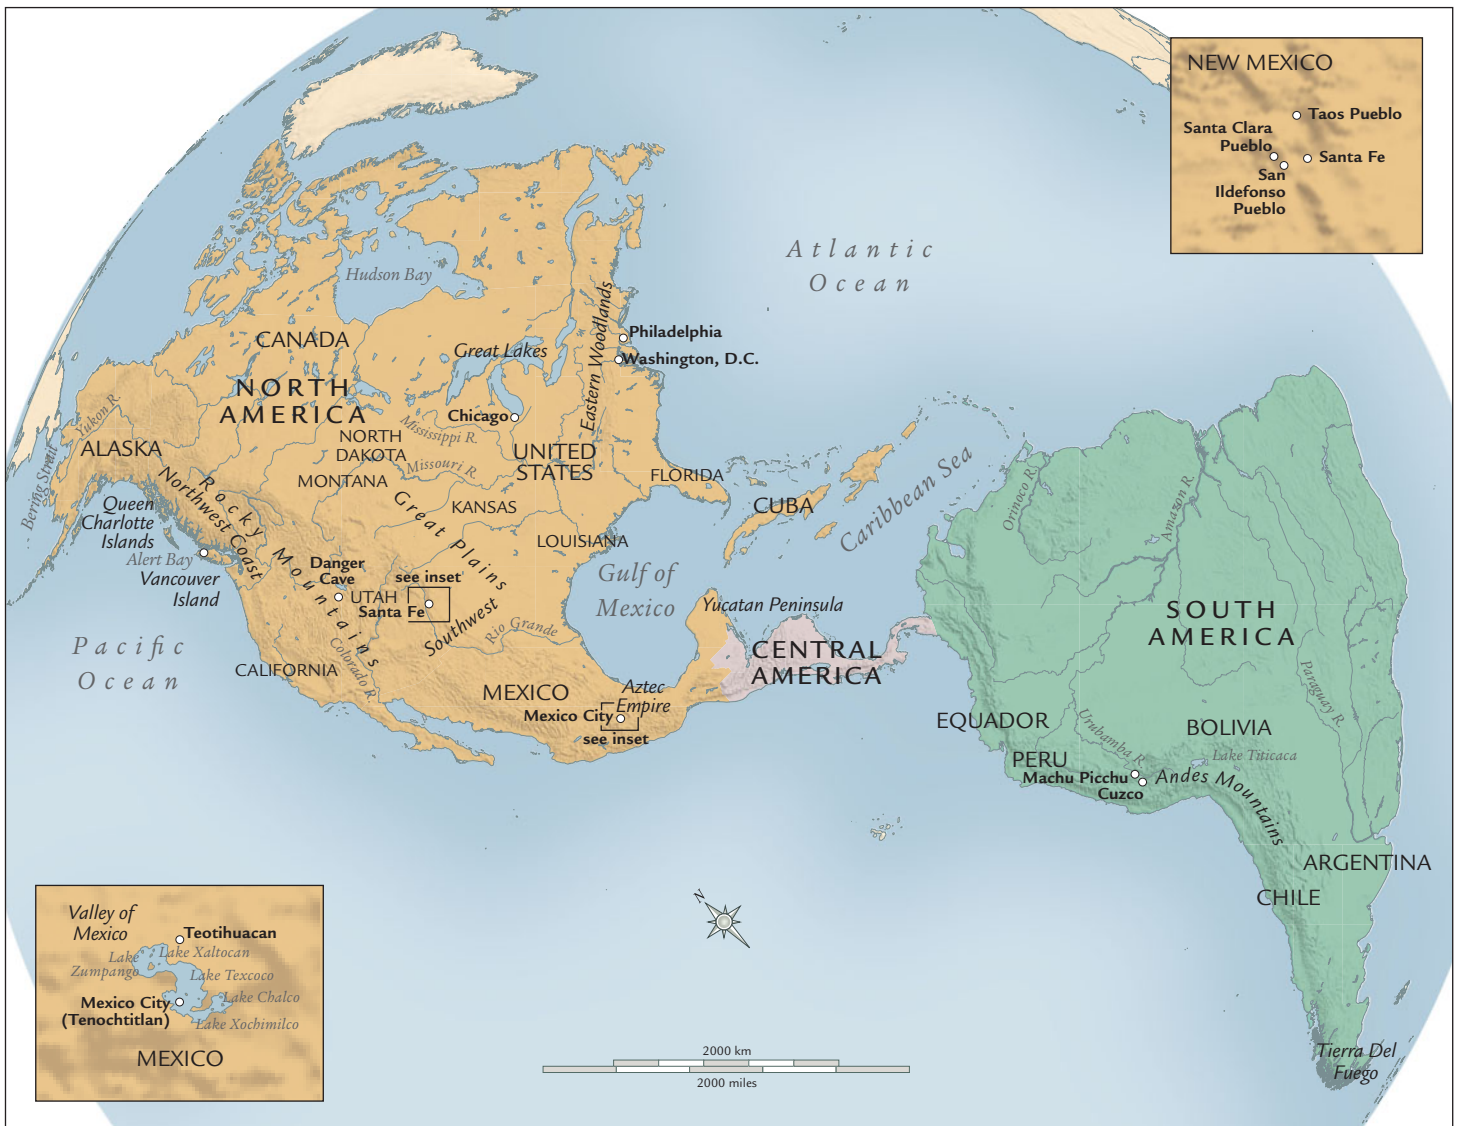 NEW MEXICO
Taos Pueblo
Santa Clara
Pueblo
Santa Fe
San
Ildefonso
Pueblo
Atlantic
Ocean
Hudson Bay
CANADA
Great Lakes
Eastern Woodlands
Philadelphia
Washington, D.C.
NORTH
AMERICA
Yukon R.
Chicago
Mississippi R.
ALASKA
NORTH
DAKOTA
Missouri R.
UNITED
STATES
MONTANA
FLORIDA
Bering Strait
Northwest Coast
Rocky Mountains
Great Plains
KANSAS
CUBA
Caribbean Sea
Orinoco R.
Amazon R.
Queen
Charlotte
Islands
Alert Bay
Vancouver
Island
LOUISIANA
Danger
Cave
see inset
UTAH
Santa Fe
Southwest
Gulf of
Mexico
Yucatan Peninsula
SOUTH
AMERICA
Rio Grande
Pacific
Ocean
CALIFORNIA
Colorado R.
CENTRAL
AMERICA
MEXICO
Aztec
Empire
Mexico City
see inset
Paraguay R.
EQUADOR
Urubamba R.
BOLIVIA
PERU
Lake Titicaca
Machu Picchu
Cuzco
Andes Mountains
ARGENTINA
CHILE
N
Valley of
Mexico
Teotihuacan
Lake Xaltocan
Lake
Zumpango
Lake Texcoco
Mexico City
(Tenochtitlan)
Lake Chalco
Lake Xochimilco
MEXICO
2000 km
2000 miles
Tierra Del
Fuego